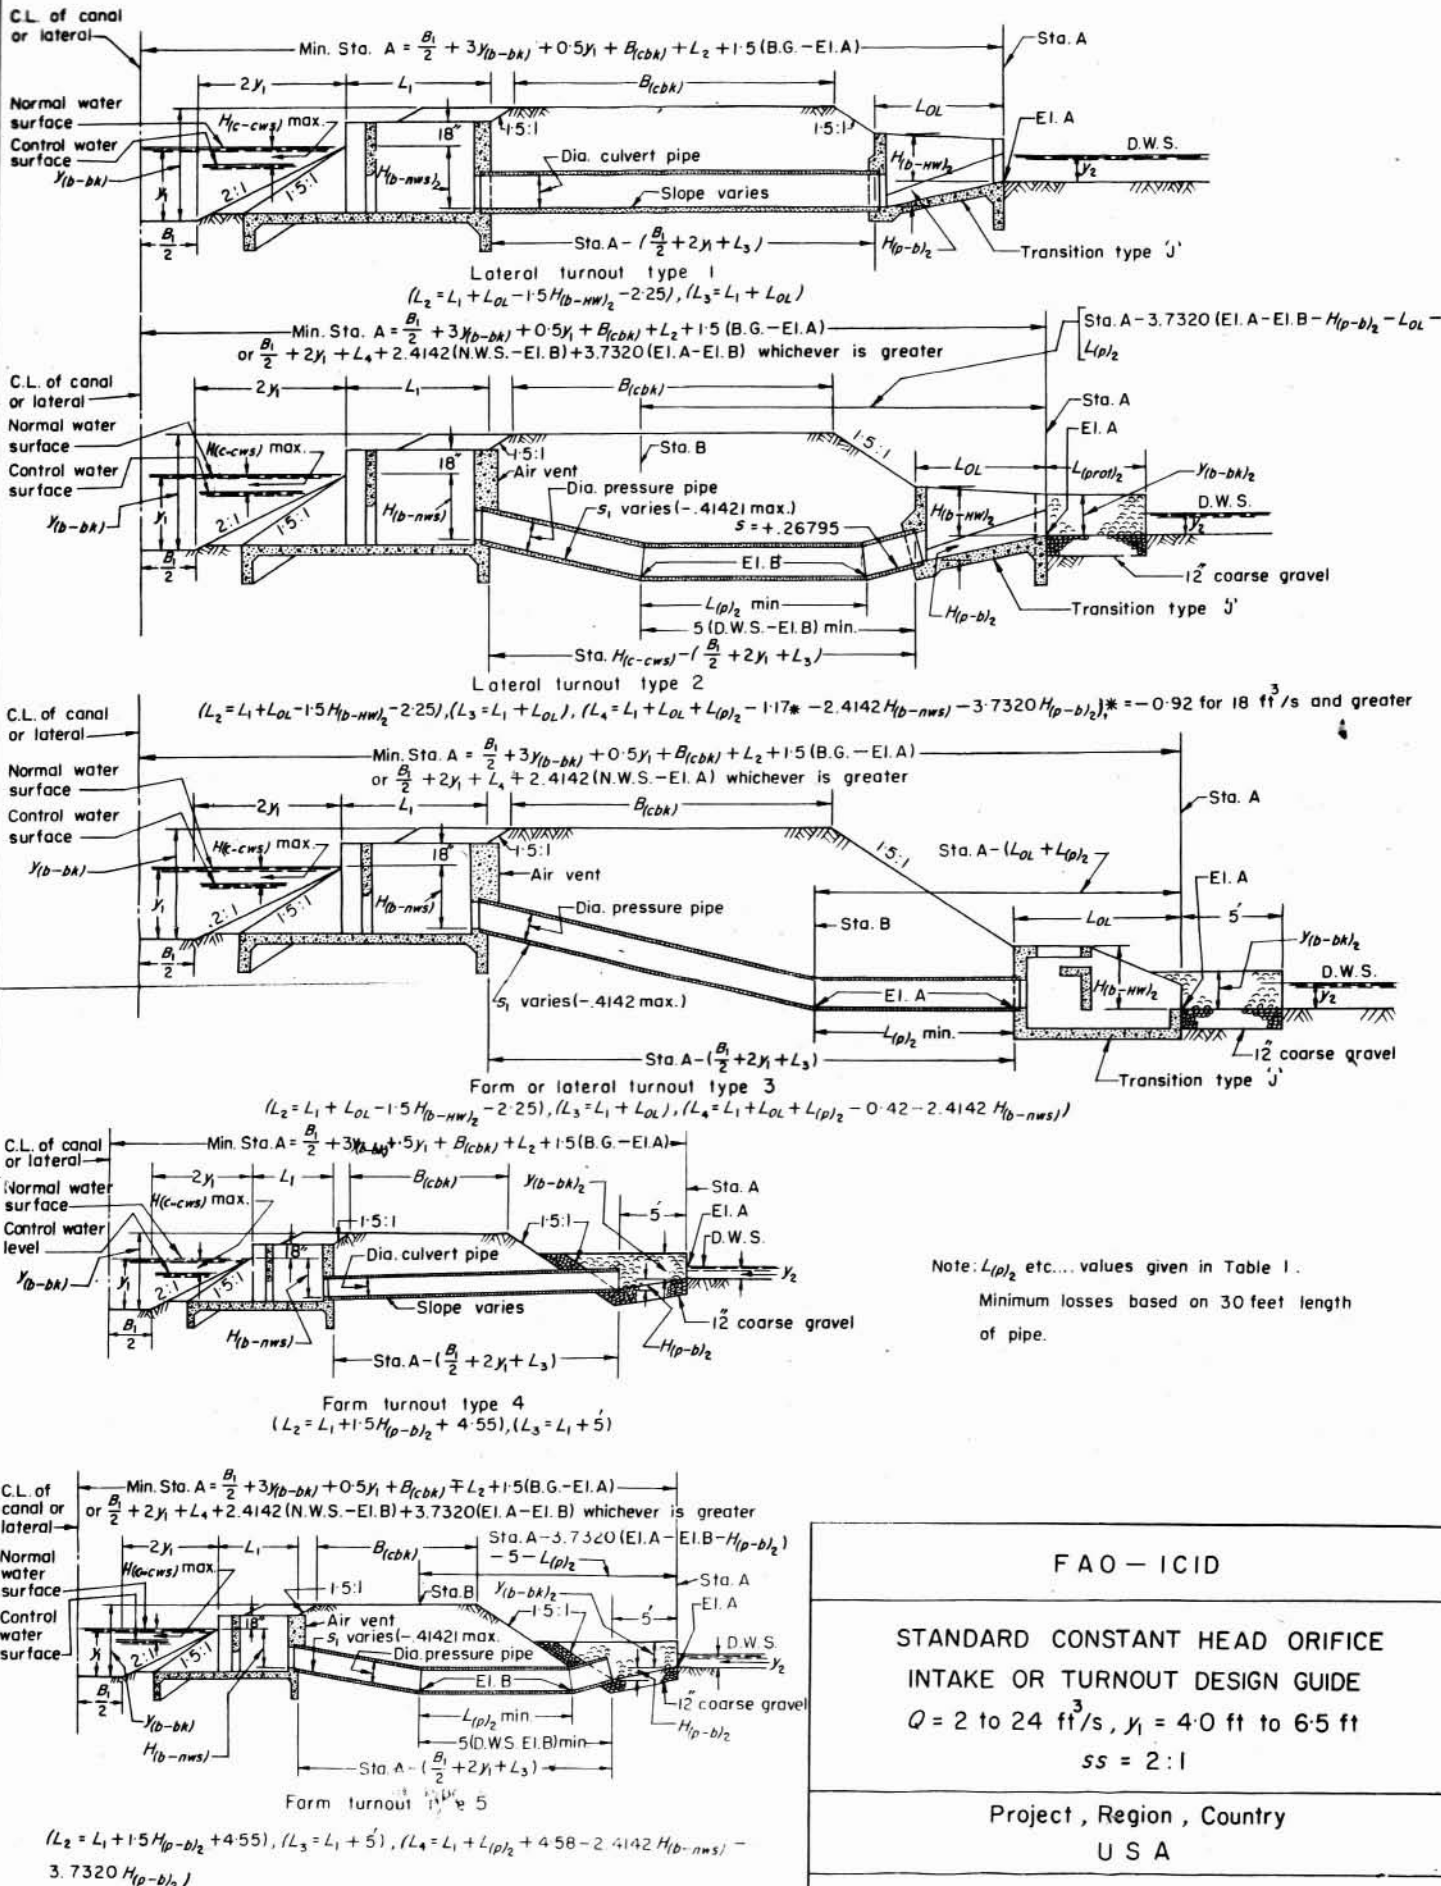 C.L. of canal
or lateral
Min. Sta. A = B₁/2 + 3y(b-bk) + 0·5y₁ + B(cbk) + L₂ + 1·5 (B.G.-El.A)
Sta. A
2y₁
L₁
B(cbk)
LOL
Normal water
surface
H(c-cws) max.
18"
1·5:1
1·5:1
El. A
Control water
surface
D.W.S.
y(b-bk)
y₁
2:1
1·5:1
H(b-nws)₂
Dia. culvert pipe
H(b-HW)₂
y₂
Slope varies
B₁/2
Sta. A-(B₁/2 + 2y₁ + L₃)
H(p-b)₂
Transition type 'J'
Lateral turnout type 1
(L₂ = L₁ + LOL -1·5H(b-HW)₂ -2·25), (L₃ = L₁ + LOL)
Min. Sta. A = B₁/2 + 3y(b-bk) + 0·5y₁ + B(cbk) + L₂ + 1·5 (B.G.-El.A)
or B₁/2 + 2y₁ + L₄ + 2.4142(N.W.S.-El.B)+3.7320(El.A-El.B) whichever is greater
Sta. A-3.7320 (El.A-El.B-H(p-b)₂-LOL-
L(p)₂
C.L. of canal
or lateral
2y₁
L₁
B(cbk)
Sta. A
Normal water
surface
H(c-cws) max.
18"
1·5:1
Sta. B
1·5:1
El. A
Control water
surface
Air vent
LOL
L(prot)₂
y(b-bk)₂
y(b-bk)
y₁
2:1
1·5:1
H(b-nws)
Dia. pressure pipe
s₁ varies (-.41421 max.)
s = +.26795
H(b-HW)₂
D.W.S.
y₂
B₁/2
El. B
12" coarse gravel
L(p)₂ min
H(p-b)₂
Transition type 'J'
5 (D.W.S.-El.B) min.
Sta. H(c-cws)-(B₁/2 + 2y₁ + L₃)
Lateral turnout type 2
(L₂ = L₁ + LOL -1·5H(b-HW)₂ -2·25), (L₃ = L₁ + LOL), (L₄ = L₁ + LOL + L(p)₂ - 1·17* -2.4142H(b-nws) -3.7320H(p-b)₂),* = -0·92 for 18 ft³/s and greater
C.L. of canal
or lateral
Min. Sta. A = B₁/2 + 3y(b-bk) + 0·5y₁ + B(cbk) + L₂ + 1·5 (B.G.-El.A)
or B₁/2 + 2y₁ + L₄ + 2.4142(N.W.S.-El. A) whichever is greater
Normal water
surface
2y₁
L₁
B(cbk)
Sta. A
Control water
surface
H(c-cws) max.
18"
1·5:1
1·5:1
Sta. A-(LOL + L(p)₂
y(b-bk)
Air vent
El. A
y₁
2:1
1·5:1
H(b-nws)
Dia. pressure pipe
Sta. B
LOL
5'
y(b-bk)₂
D.W.S.
B₁/2
s₁ varies (-.4142 max.)
El. A
H(b-HW)₂
y₂
L(p)₂ min.
Sta. A-(B₁/2 + 2y₁ + L₃)
12" coarse gravel
Transition type 'J'
Farm or lateral turnout type 3
(L₂ = L₁ + LOL -1·5 H(b-HW)₂ -2·25), (L₃ = L₁ + LOL), (L₄ = L₁ + LOL + L(p)₂ - 0·42 - 2.4142 H(b-nws))
C.L. of canal
or lateral
Min. Sta. A = B₁/2 + 3y(b-bk) + ·5y₁ + B(cbk) + L₂ + 1·5(B.G.-El.A)
2y₁
L₁
B(cbk)
y(b-bk)₂
Sta. A
Normal water
surface
H(c-cws) max.
1·5:1
1·5:1
5'
El. A
Control water
level
18"
D.W.S.
y(b-bk)
y₁
2:1
1·5:1
Dia. culvert pipe
y₂
Slope varies
B₁/2
H(b-nws)
12" coarse gravel
H(p-b)₂
Sta. A-(B₁/2 + 2y₁ + L₃)
Note: L(p)₂ etc.... values given in Table 1.
Minimum losses based on 30 feet length
of pipe.
Farm turnout type 4
(L₂ = L₁ + 1·5H(p-b)₂ + 4·55), (L₃ = L₁ + 5')
C.L. of
canal or
lateral
Min. Sta. A = B₁/2 + 3y(b-bk) + 0·5y₁ + B(cbk) ∓ L₂ + 1·5(B.G.-El.A)
or B₁/2 + 2y₁ + L₄ + 2.4142(N.W.S.-El.B) + 3.7320(El.A-El.B) whichever is greater
Sta. A-3.7320(El.A-El.B-H(p-b)₂)
- 5 - L(p)₂
2y₁
L₁
B(cbk)
Normal
water
surface
H(c-cws) max.
1·5:1
Sta. B
y(b-bk)₂
Sta. A
1·5:1
5'
El. A
Control
water
surface
18"
Air vent
s₁ varies (-.41421 max.
Dia. pressure pipe
D.W.S.
y₁
2:1
1·5:1
y₂
El. B
B₁/2
12" coarse gravel
y(b-bk)
L(p)₂ min.
H(p-b)₂
5(D.W.S. El.B) min
H(b-nws)
Sta. A-(B₁/2 + 2y₁ + L₃)
Farm turnout type 5
(L₂ = L₁ + 1·5H(p-b)₂ + 4·55), (L₃ = L₁ + 5'), (L₄ = L₁ + L(p)₂ + 4·58 - 2.4142 H(b-nws) -
3.7320 H(p-b)₂)
FAO - ICID
STANDARD CONSTANT HEAD ORIFICE
INTAKE OR TURNOUT DESIGN GUIDE
Q = 2 to 24 ft³/s, y₁ = 4·0 ft to 6·5 ft
ss = 2:1
Project, Region, Country
U S A